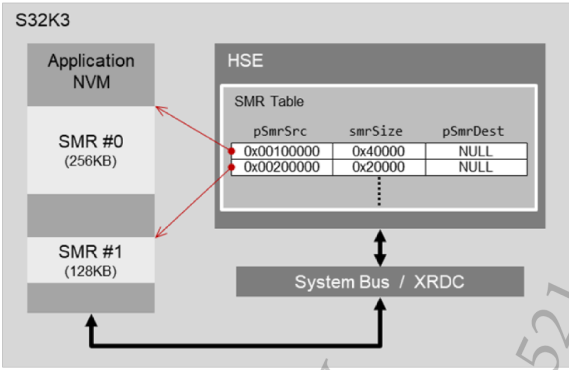 S32K3
Application
NVM
SMR #0
(256KB)
SMR #1
(128KB)
HSE
SMR Table
pSmrSrc smrSize pSmrDest
0x00100000 0x40000 NULL
0x00200000 0x20000 NULL
System Bus / XRDC
521